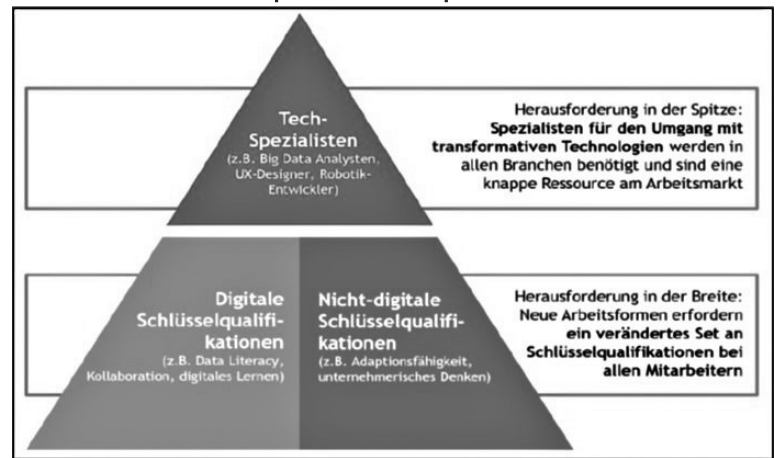 Tech-
Spezialisten
(z.B. Big Data Analysten,
UX-Designer, Robotik-
Entwickler)
Herausforderung in der Spitze:
Spezialisten für den Umgang mit
transformativen Technologien werden in
allen Branchen benötigt und sind eine
knappe Ressource am Arbeitsmarkt
Digitale
Schlüsselqualifi-
kationen
(z.B. Data Literacy,
Kollaboration, digitales Lernen)
Nicht-digitale
Schlüsselqualifi-
kationen
(z.B. Adaptionsfähigkeit,
unternehmerisches Denken)
Herausforderung in der Breite:
Neue Arbeitsformen erfordern
ein verändertes Set an
Schlüsselqualifikationen bei
allen Mitarbeitern